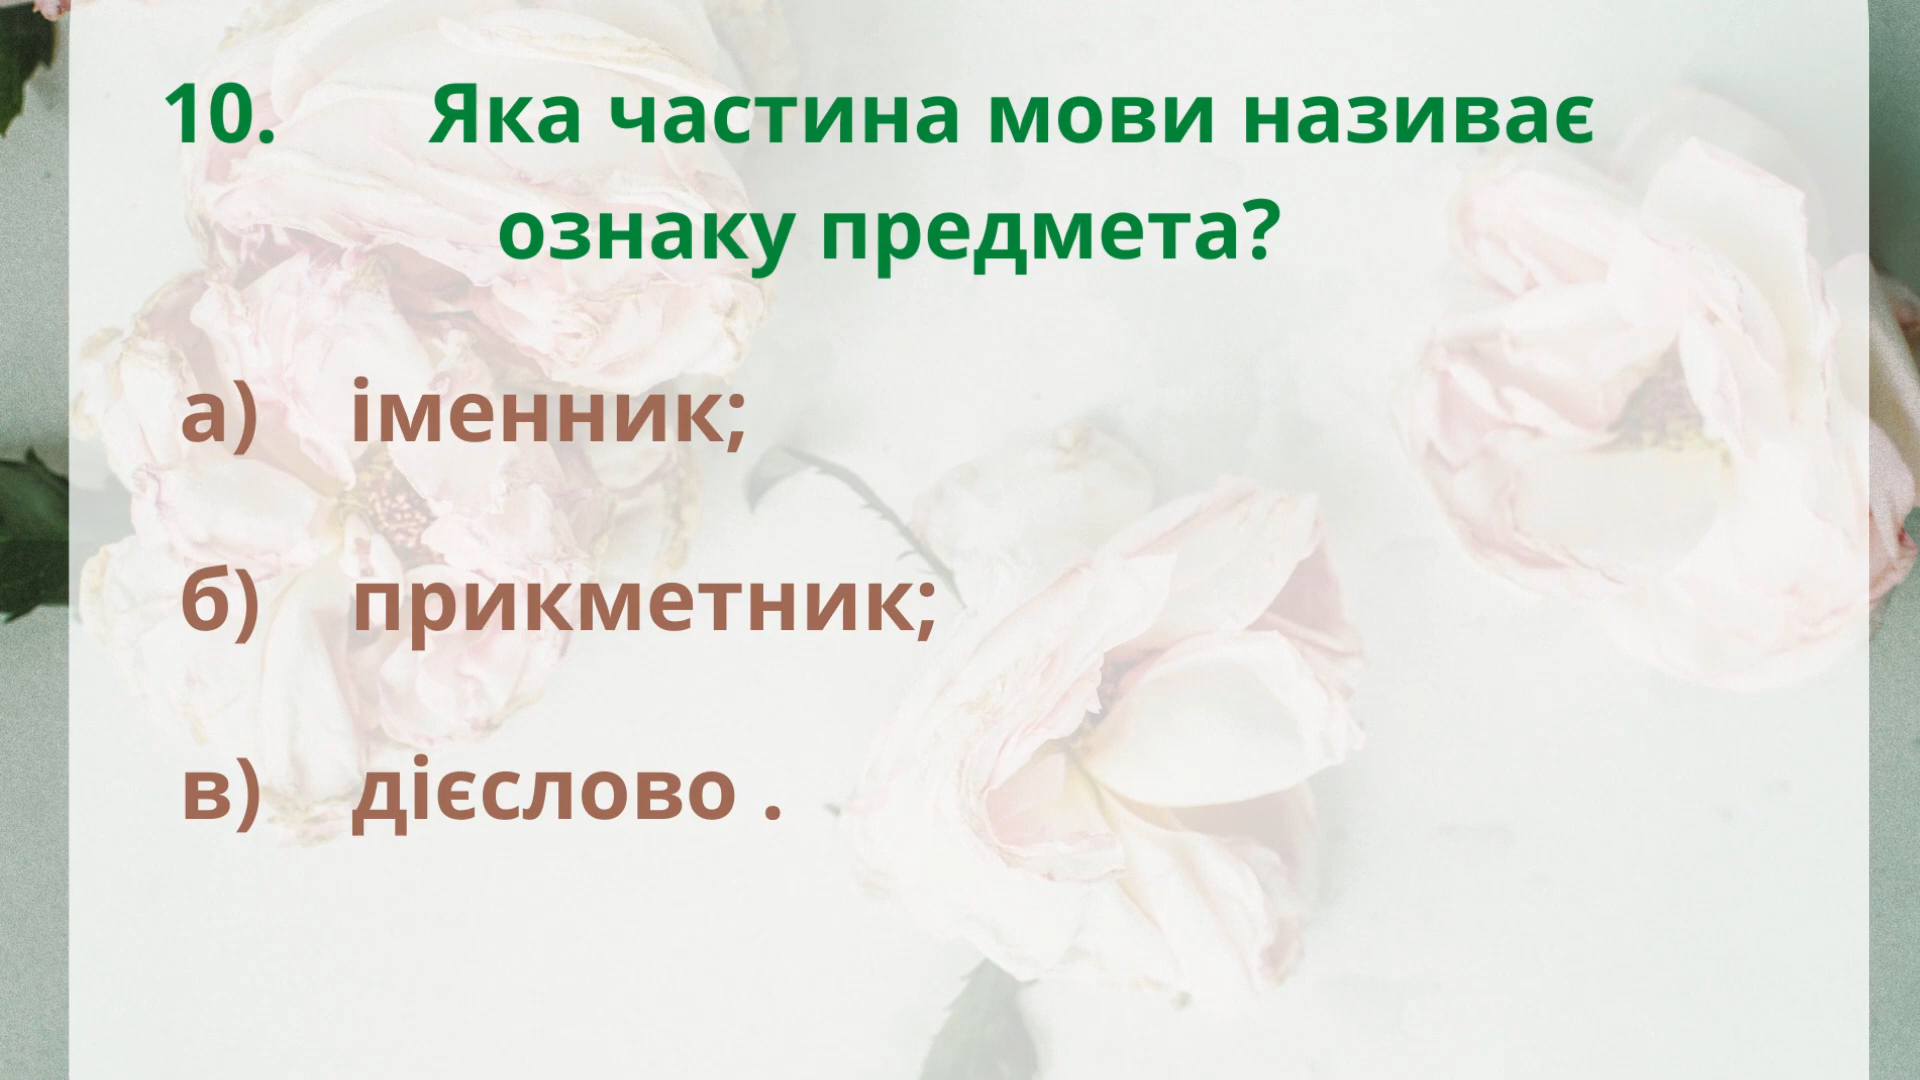 10. Яка частина мови називає
ознаку предмета?
а) іменник;
б) прикметник;
в) дієслово .